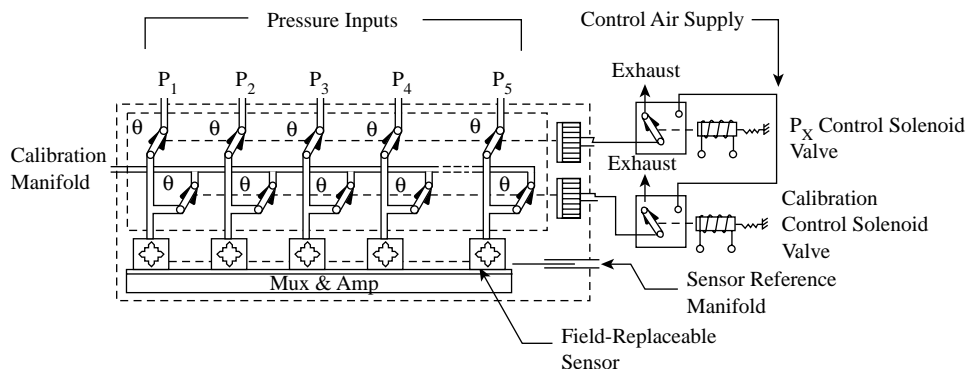 Pressure Inputs
Control Air Supply
P1 P2 P3 P4 P5
Exhaust
θ θ θ θ θ
PX Control Solenoid
Valve
Calibration
Manifold
Exhaust
θ θ θ θ θ
Calibration
Control Solenoid
Valve
Mux & Amp
Sensor Reference
Manifold
Field-Replaceable
Sensor